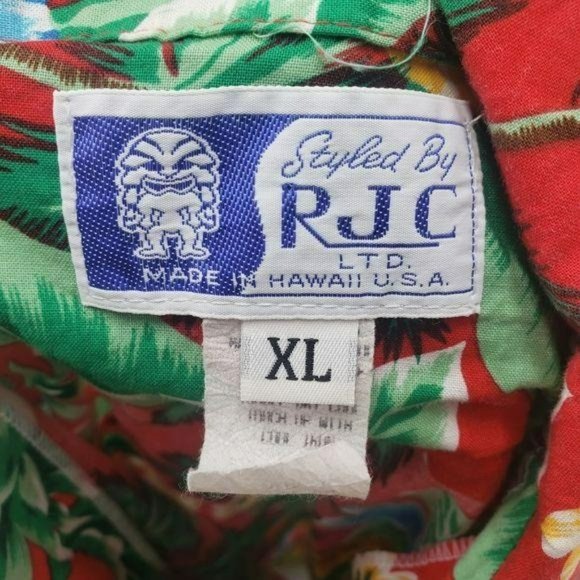 Styled By
RJC
LTD.
MADE IN HAWAII U.S.A.
XL